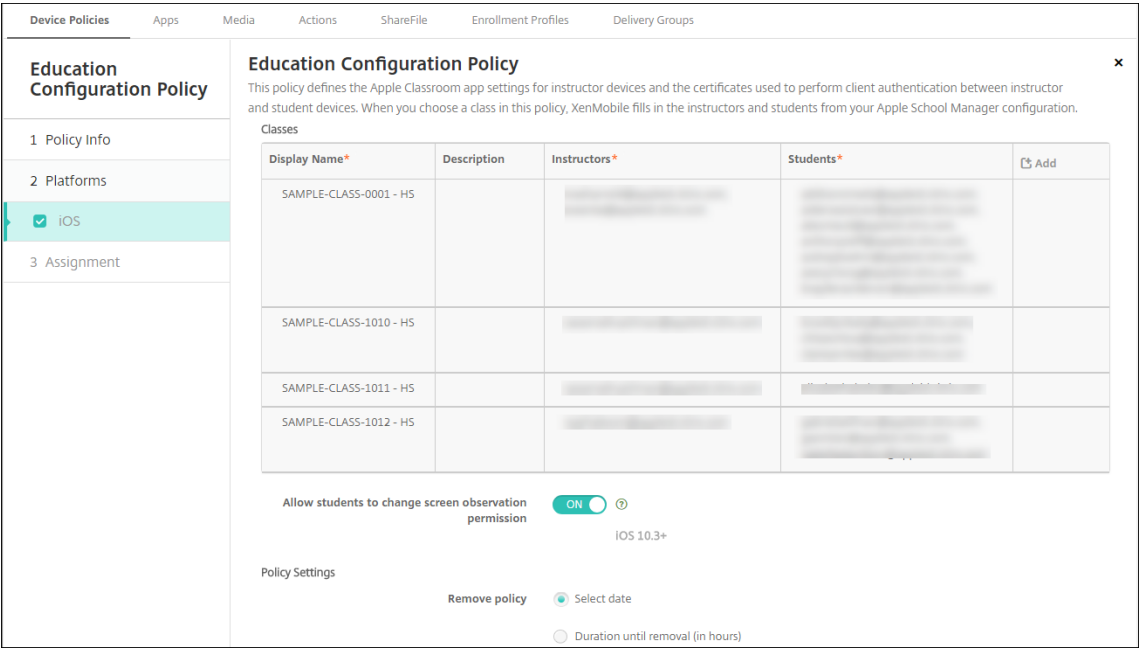 Device Policies Apps Media Actions ShareFile Enrollment Profiles Delivery Groups
Education
Configuration Policy
1 Policy Info
2 Platforms
iOS
3 Assignment
Education Configuration Policy
This policy defines the Apple Classroom app settings for instructor devices and the certificates used to perform client authentication between instructor
and student devices. When you choose a class in this policy, XenMobile fills in the instructors and students from your Apple School Manager configuration.
Classes
Display Name* Description Instructors* Students* Add
SAMPLE-CLASS-0001 - HS
SAMPLE-CLASS-1010 - HS
SAMPLE-CLASS-1011 - HS
SAMPLE-CLASS-1012 - HS
Allow students to change screen observation
permission
ON
iOS 10.3+
Policy Settings
Remove policy Select date
Duration until removal (in hours)